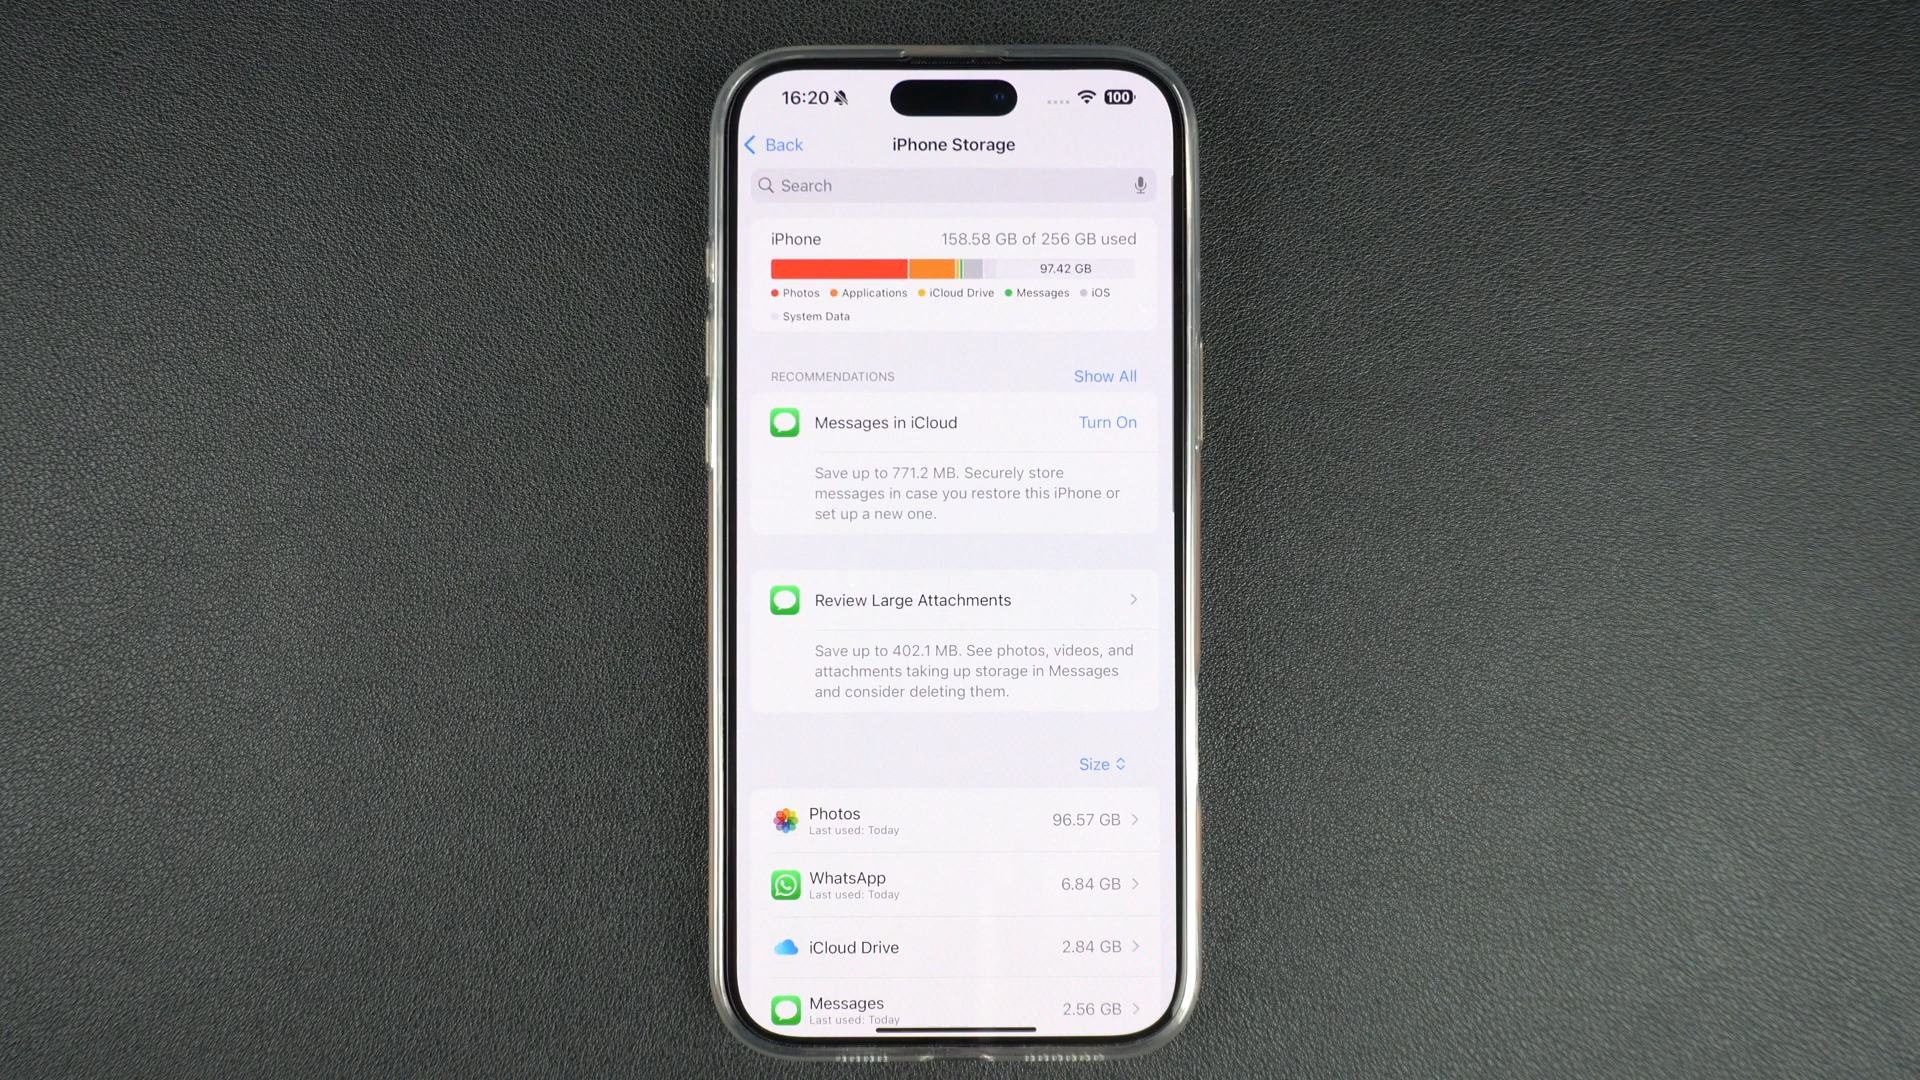 16:20
100
Back
iPhone Storage
Search
iPhone
158.58 GB of 256 GB used
97.42 GB
Photos
Applications
iCloud Drive
Messages
iOS
System Data
RECOMMENDATIONS
Show All
Messages in iCloud
Turn On
Save up to 771.2 MB. Securely store
messages in case you restore this iPhone or
set up a new one.
Review Large Attachments
Save up to 402.1 MB. See photos, videos, and
attachments taking up storage in Messages
and consider deleting them.
Size
Photos
Last used: Today
96.57 GB
WhatsApp
Last used: Today
6.84 GB
iCloud Drive
2.84 GB
Messages
Last used: Today
2.56 GB